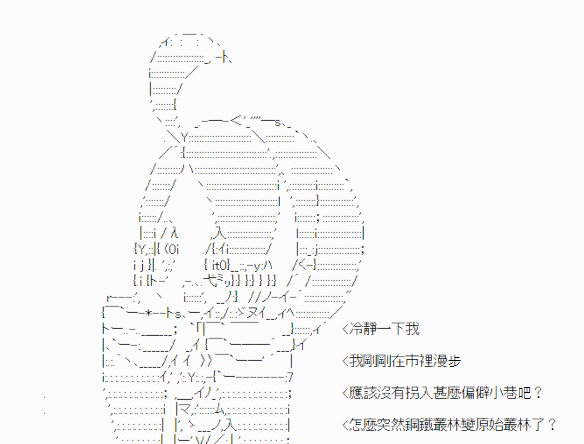 <冷靜一下我
<我剛剛在市裡漫步
<應該沒有拐入甚麼偏僻小巷吧？
<怎麼突然鋼鐵叢林變原始叢林了？